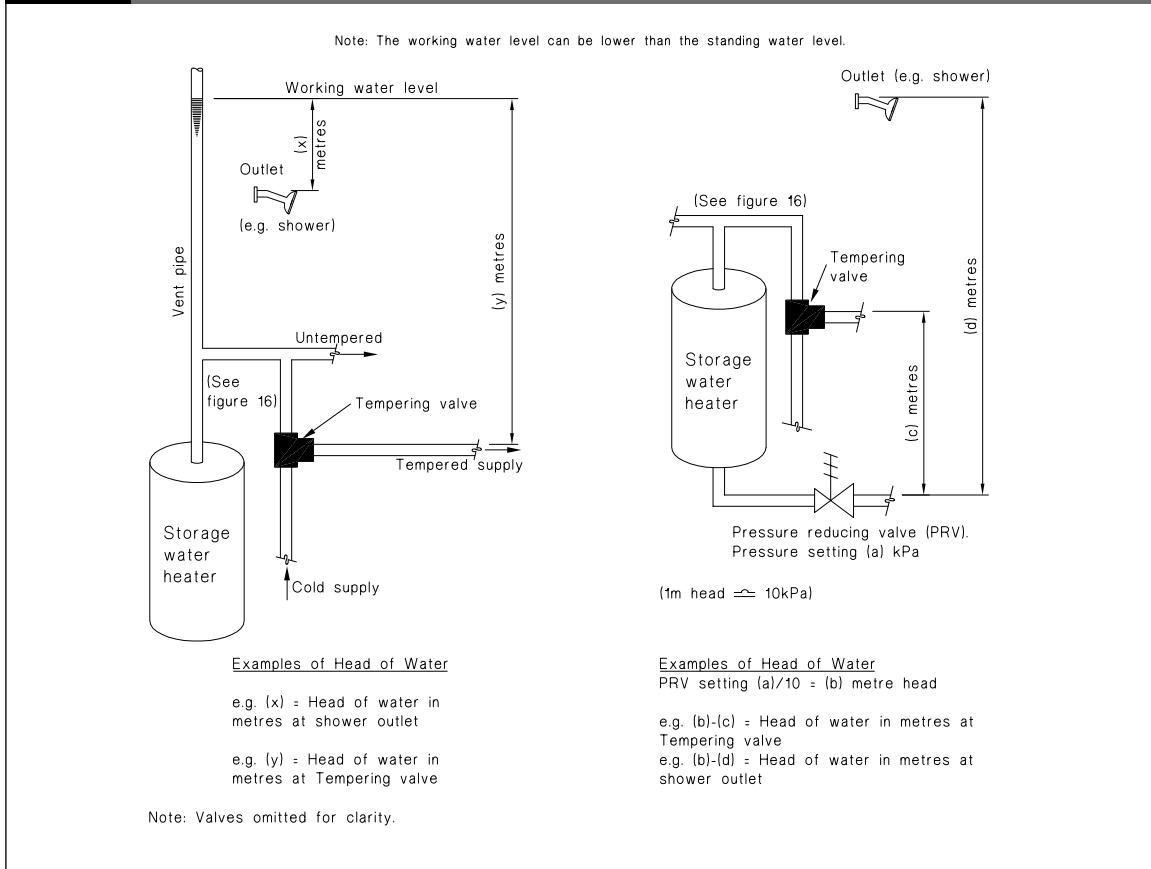 Note: The working water level can be lower than the standing water level.
Working water level
(x)
metres
Outlet
(e.g. shower)
(y) metres
Vent pipe
Untempered
(See
figure 16)
Tempering valve
Tempered supply
Storage
water
heater
Cold supply
Examples of Head of Water
e.g. (x) = Head of water in
metres at shower outlet
e.g. (y) = Head of water in
metres at Tempering valve
Note: Valves omitted for clarity.
Outlet (e.g. shower)
(See figure 16)
Tempering
valve
(d) metres
Storage
water
heater
(c) metres
Pressure reducing valve (PRV).
Pressure setting (a) kPa
(1m head ≏ 10kPa)
Examples of Head of Water
PRV setting (a)/10 = (b) metre head
e.g. (b)-(c) = Head of water in metres at
Tempering valve
e.g. (b)-(d) = Head of water in metres at
shower outlet